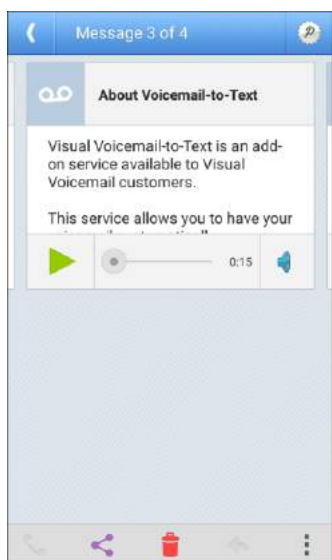 Message 3 of 4
About Voicemail-to-Text
Visual Voicemail-to-Text is an add-
on service available to Visual
Voicemail customers.
This service allows you to have your
0:15